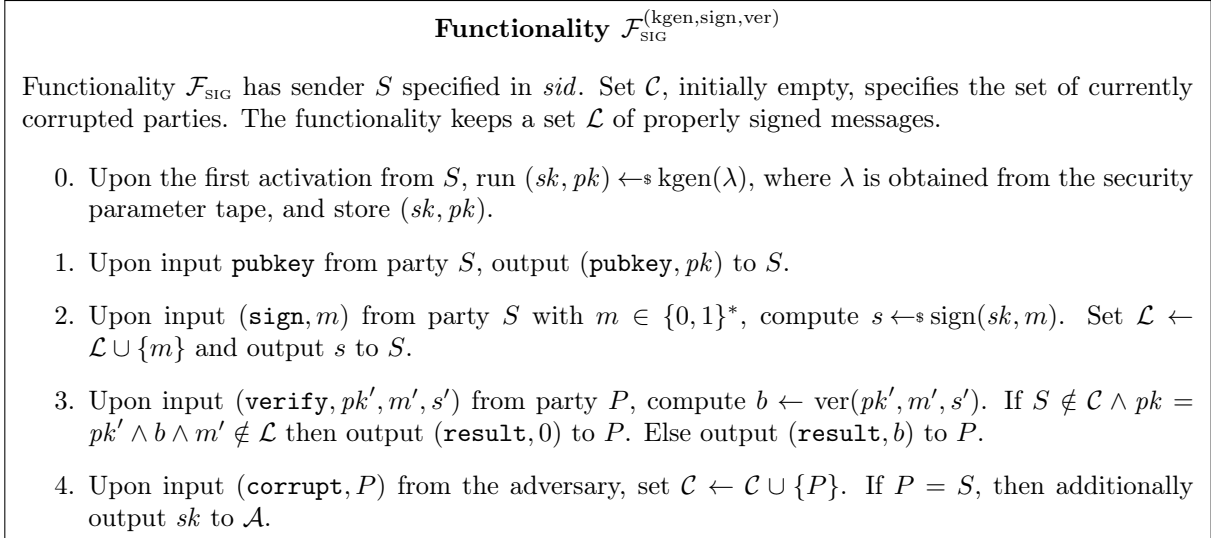 Functionality F_SIG^(kgen,sign,ver)
Functionality F_SIG has sender S specified in sid. Set C, initially empty, specifies the set of currently
corrupted parties. The functionality keeps a set L of properly signed messages.
0. Upon the first activation from S, run (sk, pk) ←$ kgen(λ), where λ is obtained from the security
parameter tape, and store (sk, pk).
1. Upon input pubkey from party S, output (pubkey, pk) to S.
2. Upon input (sign, m) from party S with m ∈ {0, 1}*, compute s ←$ sign(sk, m). Set L ←
L ∪ {m} and output s to S.
3. Upon input (verify, pk′, m′, s′) from party P, compute b ← ver(pk′, m′, s′). If S ∉ C ∧ pk =
pk′ ∧ b ∧ m′ ∉ L then output (result, 0) to P. Else output (result, b) to P.
4. Upon input (corrupt, P) from the adversary, set C ← C ∪ {P}. If P = S, then additionally
output sk to A.